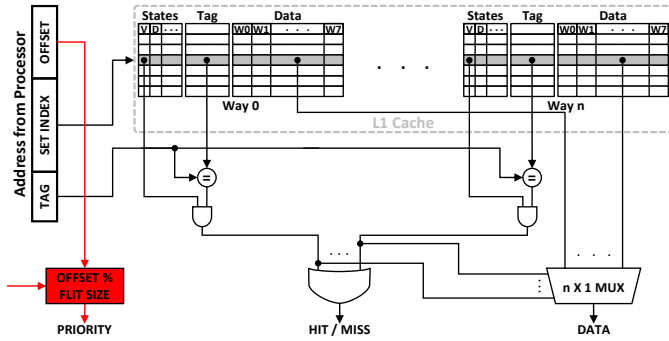 States Tag Data States Tag Data
V D ... W0 W1 . . . W7 V D ... W0 W1 . . . W7
. . .
Way 0 Way n
L1 Cache
Address from Processor
OFFSET
SET INDEX
TAG
= =
. . . . . .
OFFSET %
FLIT SIZE
n X 1 MUX
PRIORITY HIT / MISS DATA